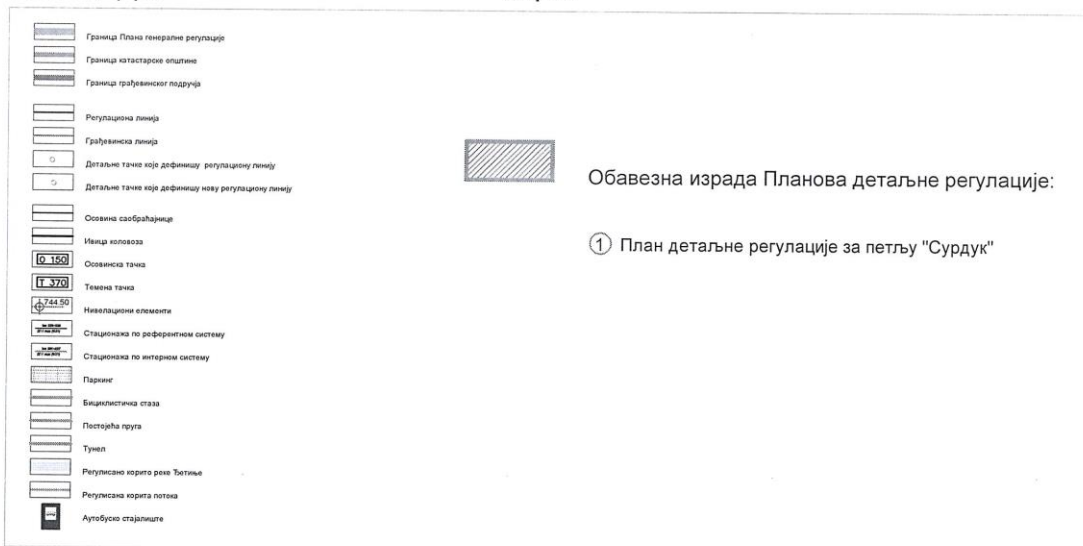 Граница Плана генералне регулације
Граница катастарске општине
Граница грађевинског подручја
Регулациона линија
Грађевинска линија
Детаљне тачке које дефинишу регулациону линију
Детаљне тачке које дефинишу нову регулациону линију
Осовина саобраћајнице
Ивица коловоза
О 150 Осовинска тачка
Т 370 Темена тачка
744.50 Нивелациони елементи
Стационажа по референтном систему
Стационажа по интерном систему
Паркинг
Бициклистичка стаза
Постојећа пруга
Тунел
Регулисано корито реке Ђетиње
Регулисана корита потока
Аутобуско стајалиште
Обавезна израда Планова детаљне регулације:
1 План детаљне регулације за петљу "Сурдук"